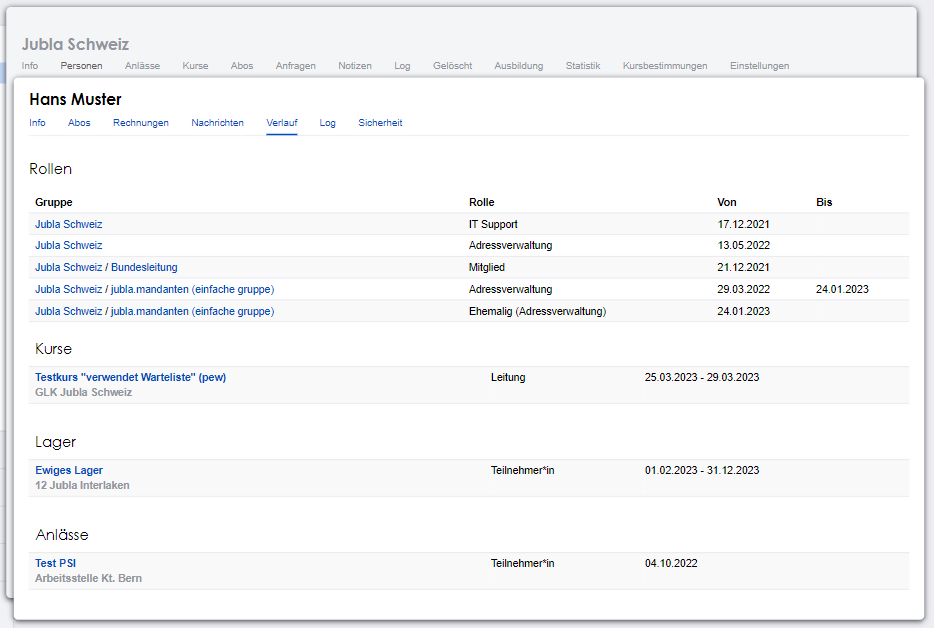 Jubla Schweiz
Info Personen Anlässe Kurse Abos Anfragen Notizen Log Gelöscht Ausbildung Statistik Kursbestimmungen Einstellungen
Hans Muster
Info Abos Rechnungen Nachrichten Verlauf Log Sicherheit
Rollen
Gruppe Rolle Von Bis
Jubla Schweiz IT Support 17.12.2021
Jubla Schweiz Adressverwaltung 13.05.2022
Jubla Schweiz / Bundesleitung Mitglied 21.12.2021
Jubla Schweiz / jubla.mandanten (einfache gruppe) Adressverwaltung 29.03.2022 24.01.2023
Jubla Schweiz / jubla.mandanten (einfache gruppe) Ehemalig (Adressverwaltung) 24.01.2023
Kurse
Testkurs "verwendet Warteliste" (pew) Leitung 25.03.2023 - 29.03.2023
GLK Jubla Schweiz
Lager
Ewiges Lager Teilnehmer*in 01.02.2023 - 31.12.2023
12 Jubla Interlaken
Anlässe
Test PSI Teilnehmer*in 04.10.2022
Arbeitsstelle Kt. Bern